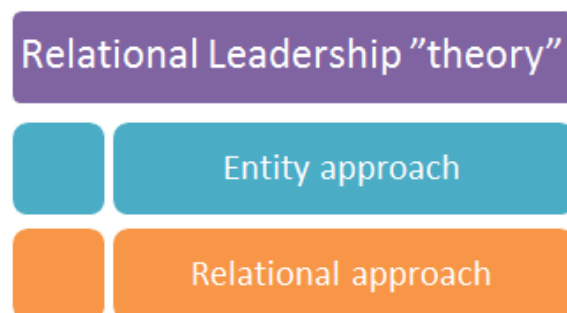 Relational Leadership ”theory”
Entity approach
Relational approach